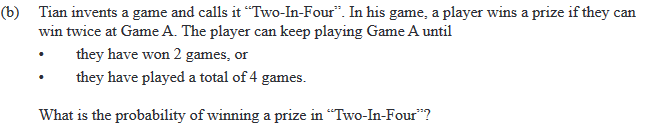 (b) Tian invents a game and calls it “Two-In-Four”. In his game, a player wins a prize if they can
win twice at Game A. The player can keep playing Game A until
• they have won 2 games, or
• they have played a total of 4 games.
What is the probability of winning a prize in “Two-In-Four”?